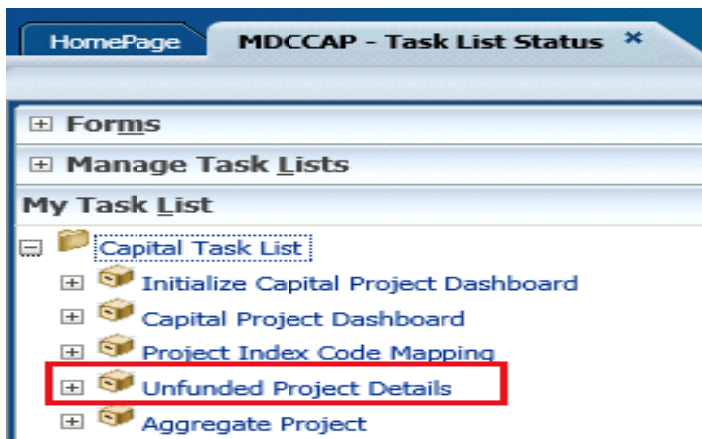 HomePage MDCCAP - Task List Status ×
Forms
Manage Task Lists
My Task List
Capital Task List
Initialize Capital Project Dashboard
Capital Project Dashboard
Project Index Code Mapping
Unfunded Project Details
Aggregate Project